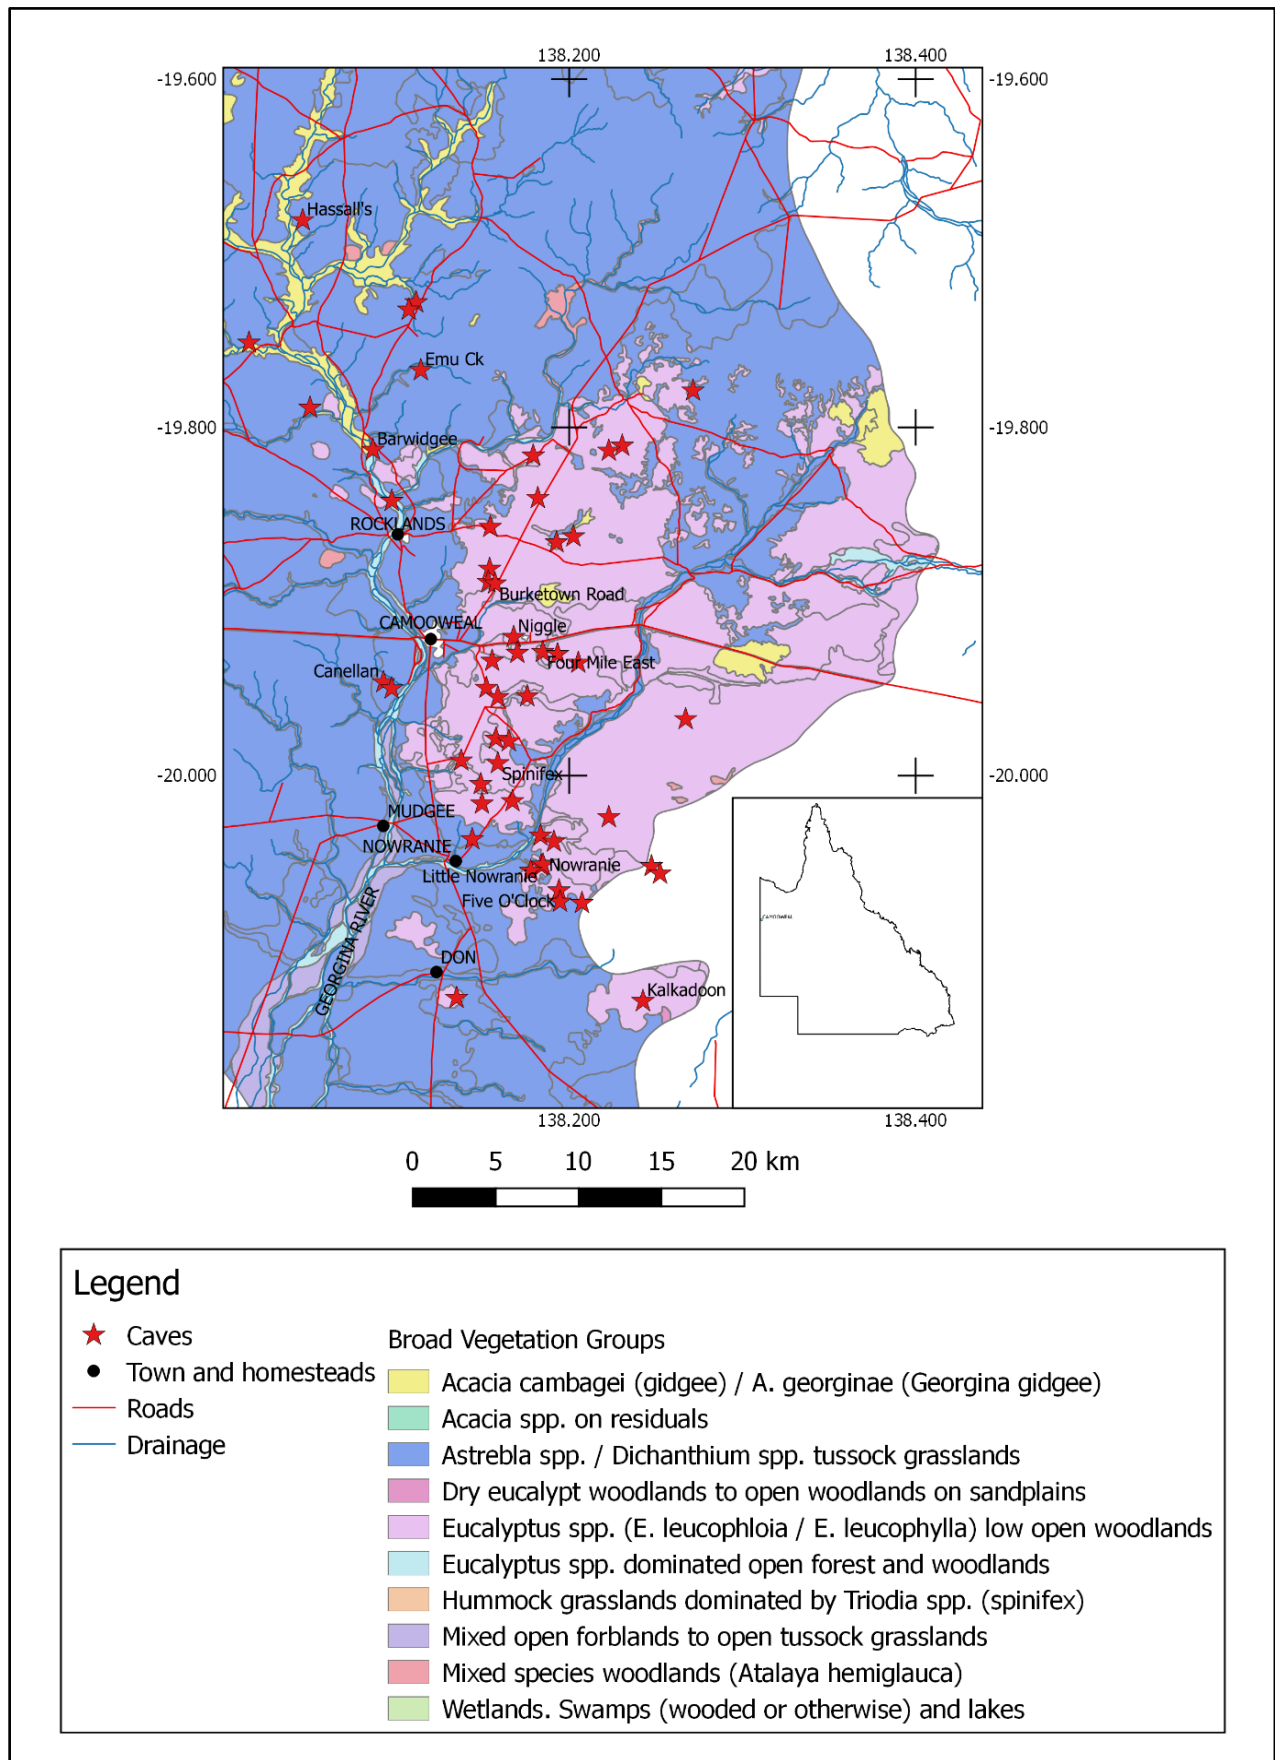 138.200 138.400
-19.600 -19.600
Hassall's
Emu Ck
-19.800 -19.800
Barwidgee
ROCKLANDS
Burketown Road
CAMOOWEAL Niggle
Canellan Four Mile East
-20.000 Spinifex -20.000
MUDGEE
NOWRANIE
Little Nowranie Nowranie
Five O'Clock
GEORGINA RIVER
DON
Kalkadoon
CAMOOWEAL
138.200 138.400
0 5 10 15 20 km
Legend
Caves
Town and homesteads
Roads
Drainage
Broad Vegetation Groups
Acacia cambagei (gidgee) / A. georginae (Georgina gidgee)
Acacia spp. on residuals
Astrebla spp. / Dichanthium spp. tussock grasslands
Dry eucalypt woodlands to open woodlands on sandplains
Eucalyptus spp. (E. leucophloia / E. leucophylla) low open woodlands
Eucalyptus spp. dominated open forest and woodlands
Hummock grasslands dominated by Triodia spp. (spinifex)
Mixed open forblands to open tussock grasslands
Mixed species woodlands (Atalaya hemiglauca)
Wetlands. Swamps (wooded or otherwise) and lakes